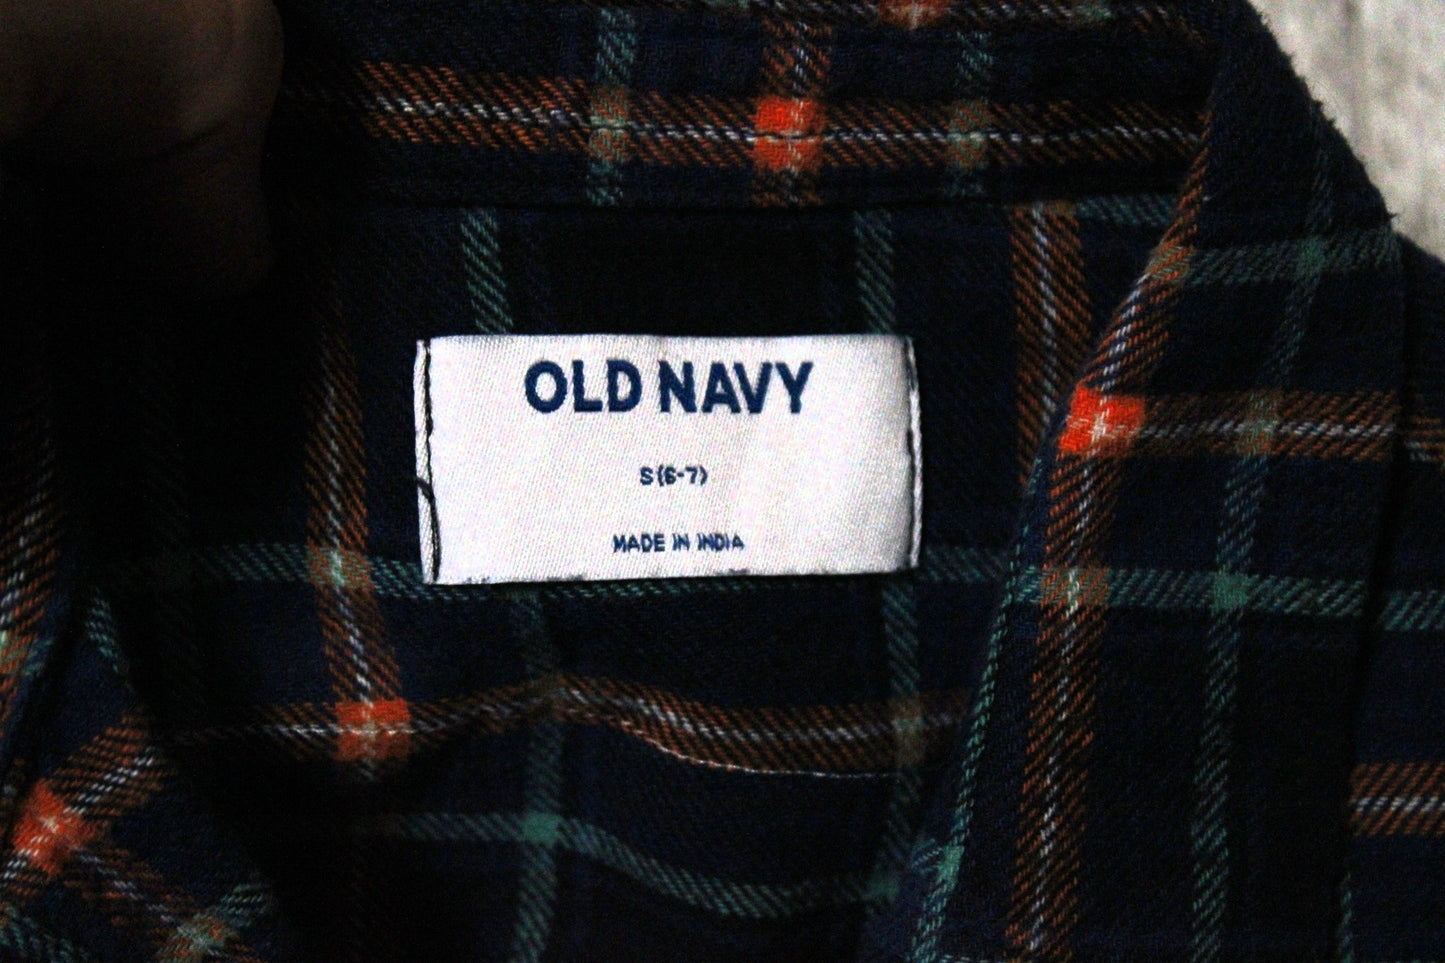 OLD NAVY
S(6-7)
MADE IN INDIA